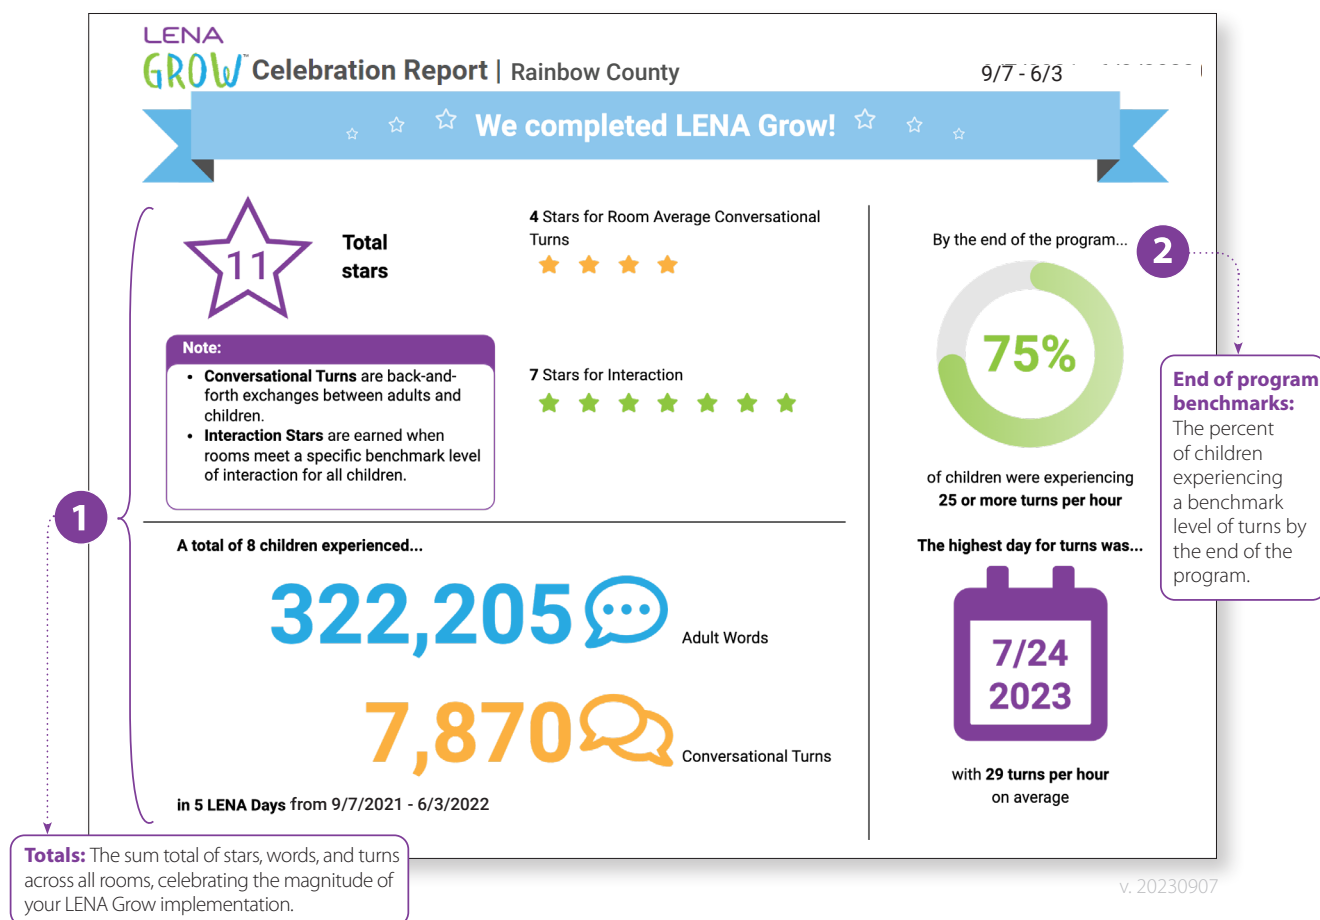 LENA
GROW™ Celebration Report | Rainbow County
9/7 - 6/3
We completed LENA Grow!
11
Total
stars
4 Stars for Room Average Conversational
Turns
Note:
• Conversational Turns are back-and-
forth exchanges between adults and
children.
• Interaction Stars are earned when
rooms meet a specific benchmark level
of interaction for all children.
7 Stars for Interaction
1
A total of 8 children experienced...
322,205
Adult Words
7,870
Conversational Turns
in 5 LENA Days from 9/7/2021 - 6/3/2022
Totals: The sum total of stars, words, and turns
across all rooms, celebrating the magnitude of
your LENA Grow implementation.
By the end of the program...
2
75%
of children were experiencing
25 or more turns per hour
The highest day for turns was...
7/24
2023
with 29 turns per hour
on average
End of program
benchmarks:
The percent
of children
experiencing
a benchmark
level of turns by
the end of the
program.
v. 20230907